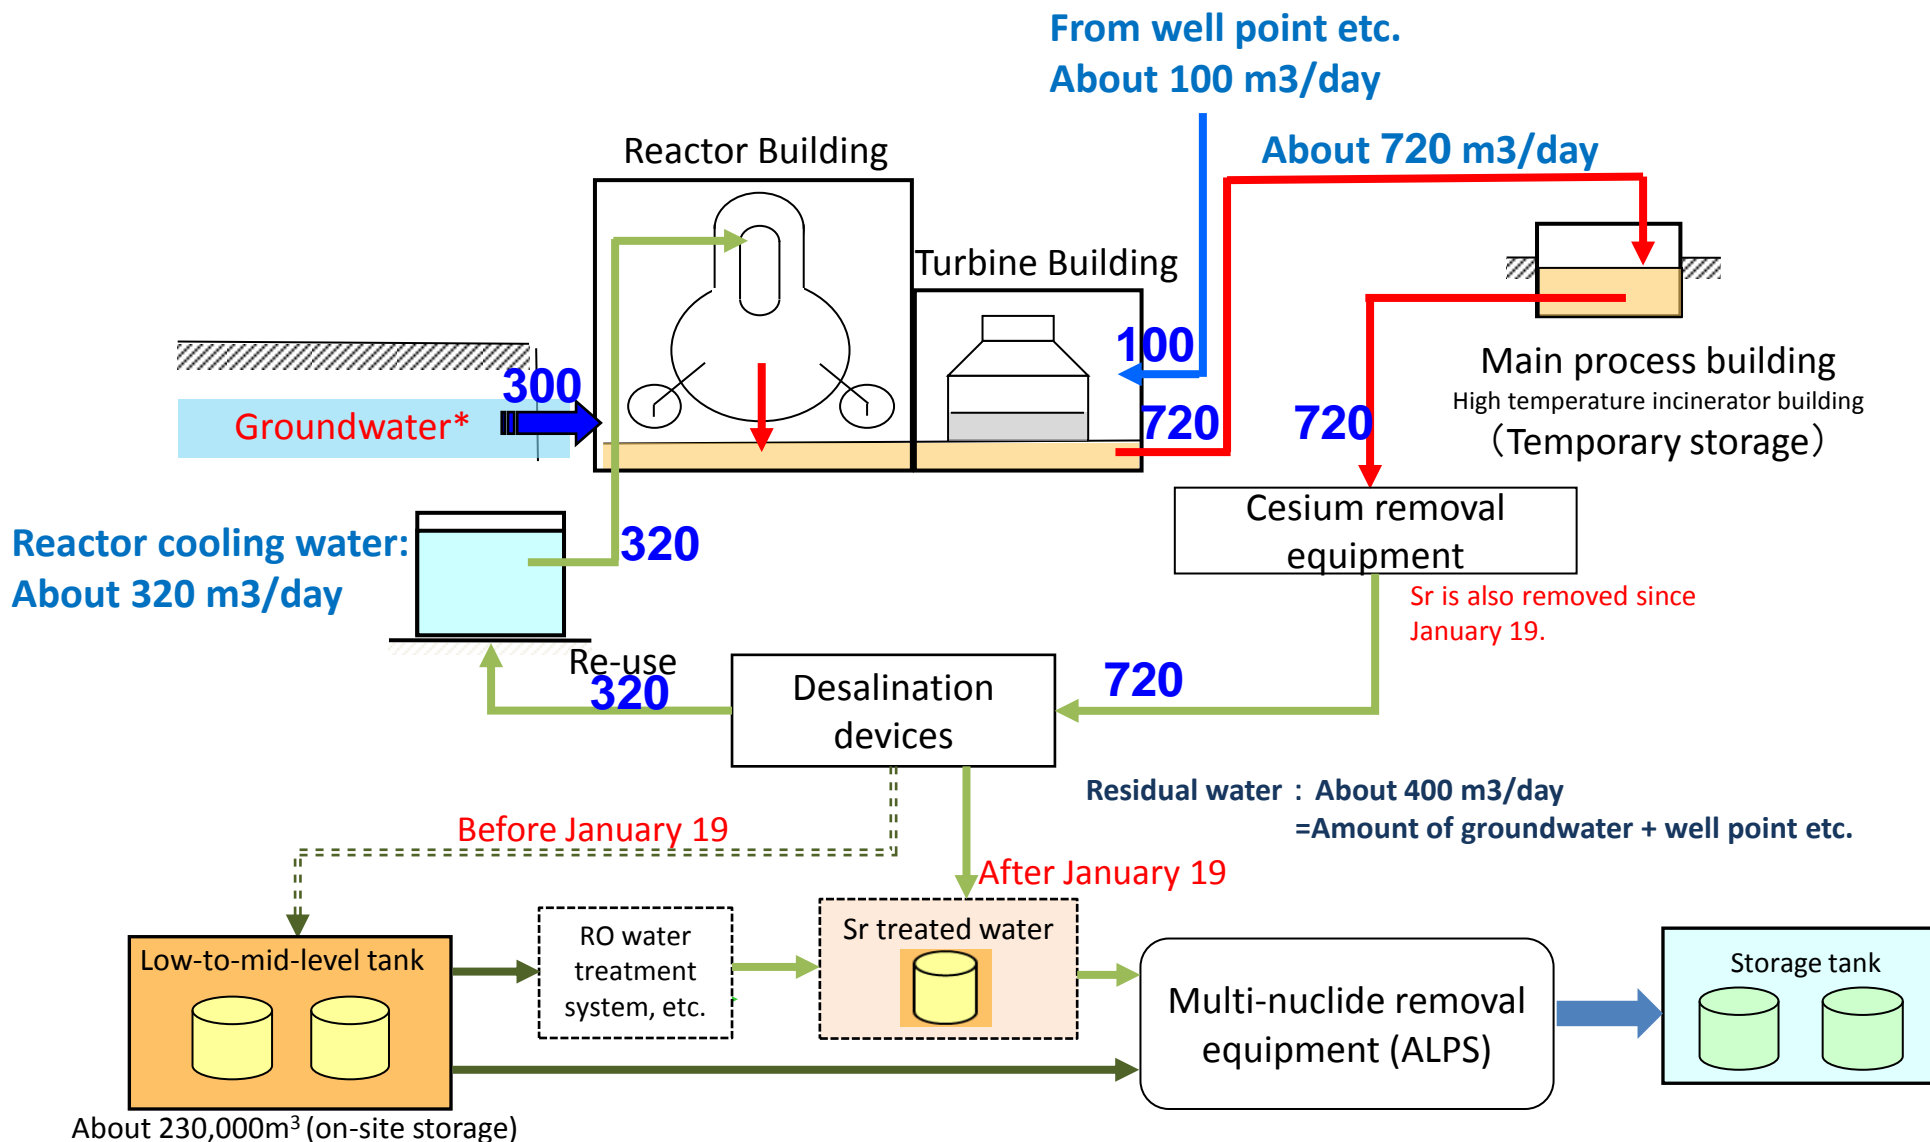 From well point etc.
About 100 m3/day
Reactor Building
About 720 m3/day
Turbine Building
100
300
Groundwater*
720
720
Main process building
High temperature incinerator building
（Temporary storage）
Reactor cooling water:
About 320 m3/day
320
Cesium removal
equipment
Sr is also removed since
January 19.
Re-use
320
Desalination
devices
720
Residual water：About 400 m3/day
=Amount of groundwater + well point etc.
Before January 19
After January 19
Low-to-mid-level tank
RO water
treatment
system, etc.
Sr treated water
Multi-nuclide removal
equipment (ALPS)
Storage tank
About 230,000m³ (on-site storage)